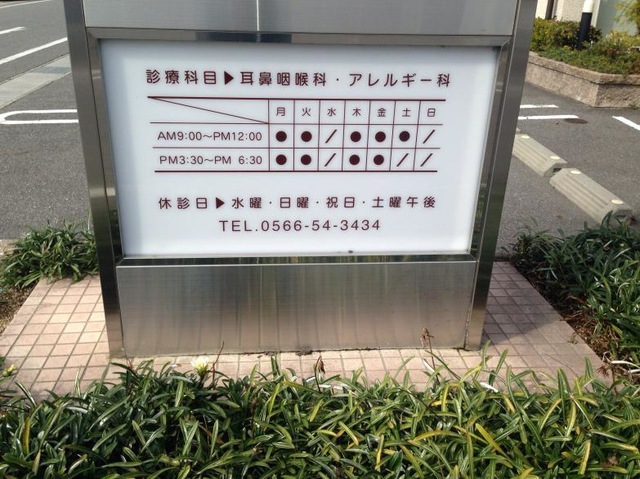 診療科目▶耳鼻咽喉科・アレルギー科
月 火 水 木 金 土 日
AM9:00〜PM12:00 ● ● / ● ● ● /
PM3:30〜PM 6:30 ● ● / ● ● / /
休診日▶水曜・日曜・祝日・土曜午後
TEL.0566-54-3434